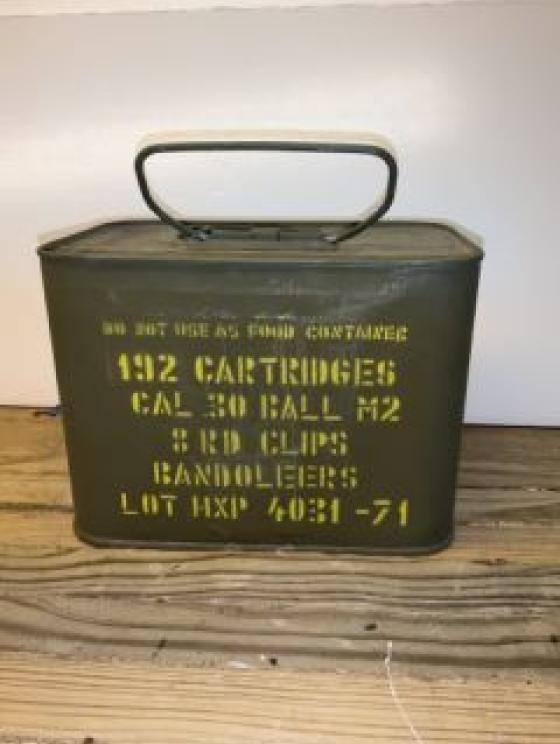 DO NOT USE AS FOOD CONTAINER
192 CARTRIDGES
CAL 30 BALL M2
8 RD CLIPS
BANDOLEERS
LOT HXP 4031 -71